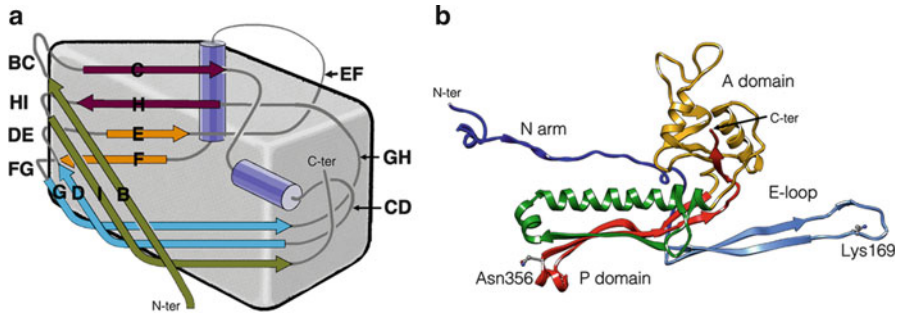 a
BC
HI
DE
FG
C
H
E
F
G D I B
EF
GH
CD
C-ter
N-ter
b
N-ter
N arm
A domain
C-ter
E-loop
Lys169
Asn356
P domain